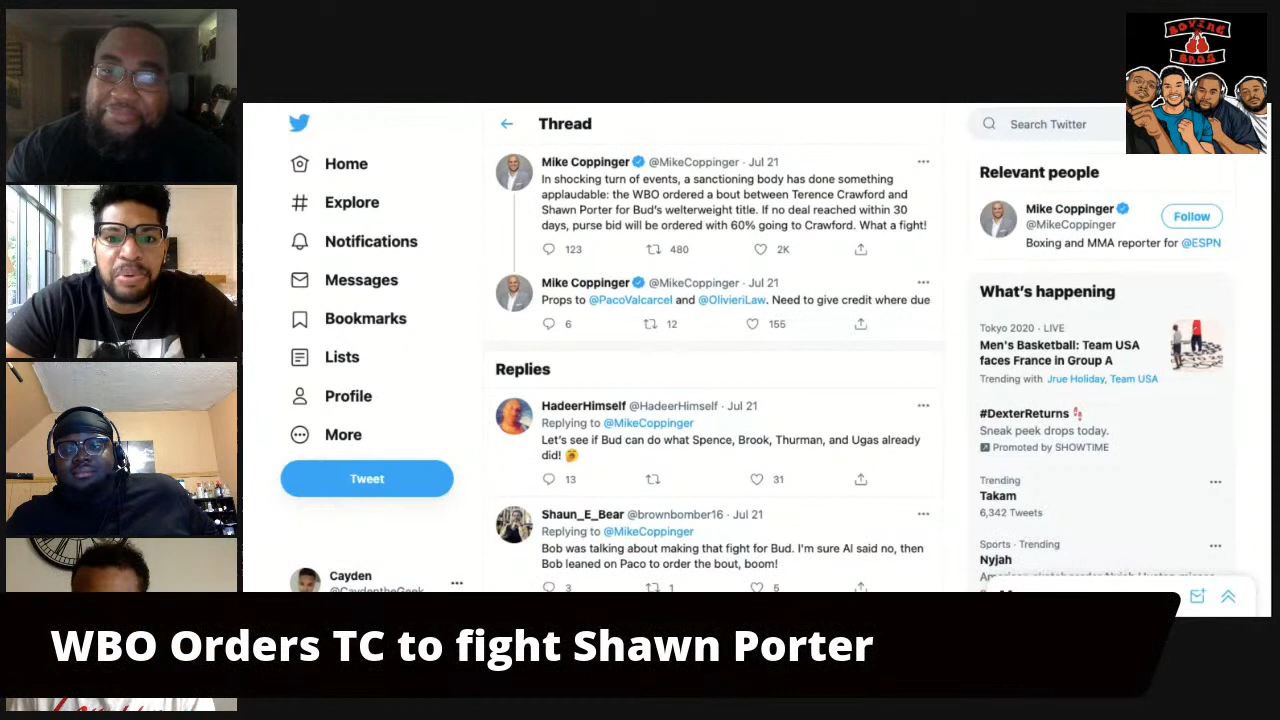 BOXING
BROS
Home
Explore
Notifications
Messages
Bookmarks
Lists
Profile
More
Tweet
Cayden
@CaydentheGeek
Thread
Mike Coppinger @MikeCoppinger · Jul 21
In shocking turn of events, a sanctioning body has done something
applaudable: the WBO ordered a bout between Terence Crawford and
Shawn Porter for Bud's welterweight title. If no deal reached within 30
days, purse bid will be ordered with 60% going to Crawford. What a fight!
123 480 2K
Mike Coppinger @MikeCoppinger · Jul 21
Props to @PacoValcarcel and @OlivieriLaw. Need to give credit where due
6 12 155
Replies
HadeerHimself @HadeerHimself · Jul 21
Replying to @MikeCoppinger
Let's see if Bud can do what Spence, Brook, Thurman, and Ugas already
did!
13 31
Shaun_E_Bear @brownbomber16 · Jul 21
Replying to @MikeCoppinger
Bob was talking about making that fight for Bud. I'm sure Al said no, then
Bob leaned on Paco to order the bout, boom!
3 1 5
Search Twitter
Relevant people
Mike Coppinger
@MikeCoppinger
Follow
Boxing and MMA reporter for @ESPN
What's happening
Tokyo 2020 · LIVE
Men's Basketball: Team USA
faces France in Group A
Trending with Jrue Holiday, Team USA
#DexterReturns
Sneak peek drops today.
Promoted by SHOWTIME
Trending
Takam
6,342 Tweets
Sports · Trending
Nyjah
WBO Orders TC to fight Shawn Porter